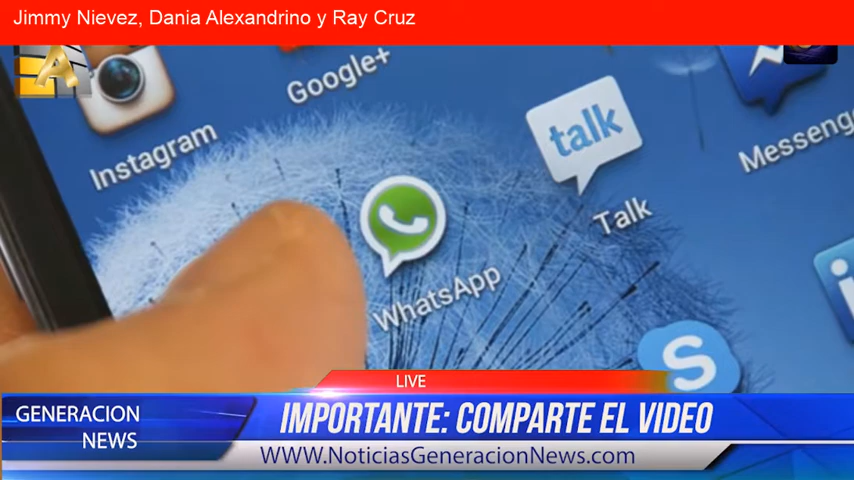 Jimmy Nievez, Dania Alexandrino y Ray Cruz
A
Google+
talk
Instagram
Messeng
Talk
WhatsApp
S
LIVE
GENERACION
NEWS
IMPORTANTE: COMPARTE EL VIDEO
WWW.NoticiasGeneracionNews.com